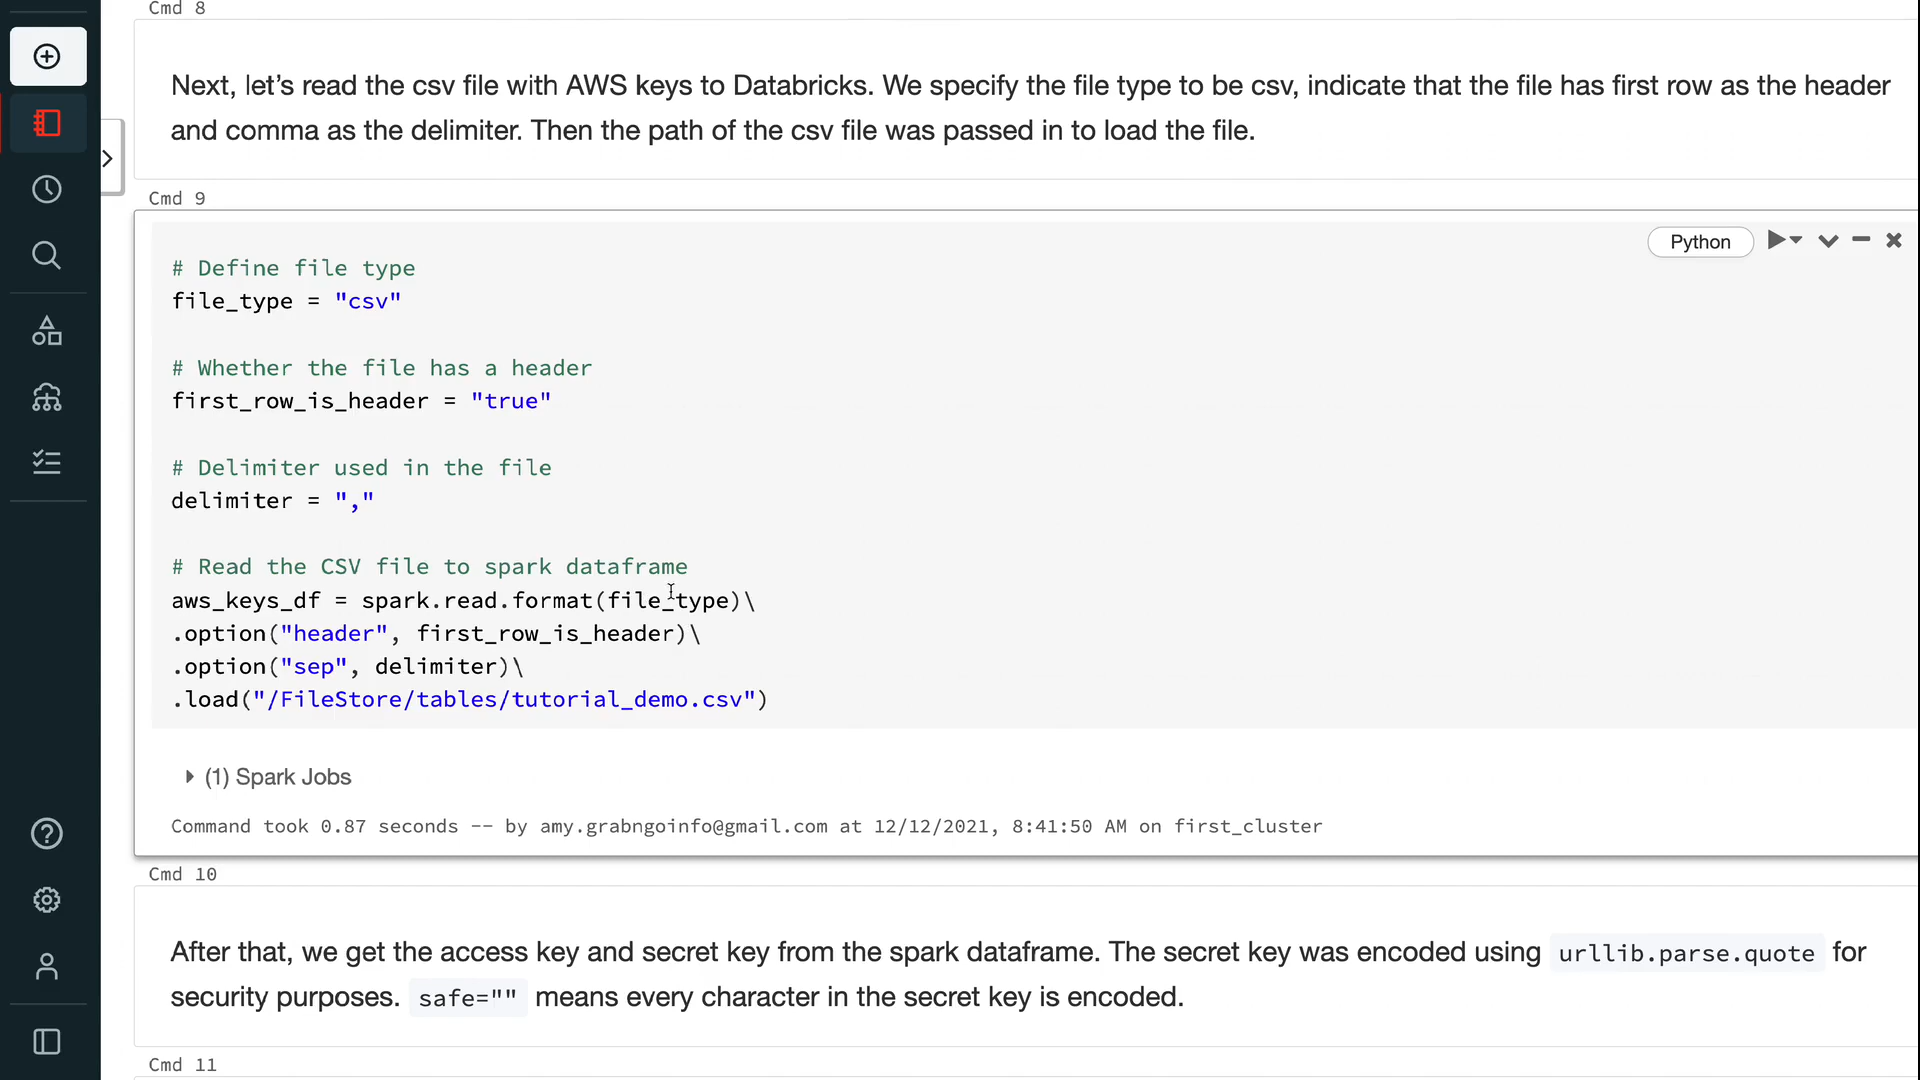 Cmd 8
Next, let's read the csv file with AWS keys to Databricks. We specify the file type to be csv, indicate that the file has first row as the header
and comma as the delimiter. Then the path of the csv file was passed in to load the file.
Cmd 9
Python
# Define file type
file_type = "csv"
# Whether the file has a header
first_row_is_header = "true"
# Delimiter used in the file
delimiter = ","
# Read the CSV file to spark dataframe
aws_keys_df = spark.read.format(file_type)\
.option("header", first_row_is_header)\
.option("sep", delimiter)\
.load("/FileStore/tables/tutorial_demo.csv")
(1) Spark Jobs
Command took 0.87 seconds -- by amy.grabngoinfo@gmail.com at 12/12/2021, 8:41:50 AM on first_cluster
Cmd 10
After that, we get the access key and secret key from the spark dataframe. The secret key was encoded using urllib.parse.quote for
security purposes. safe="" means every character in the secret key is encoded.
Cmd 11